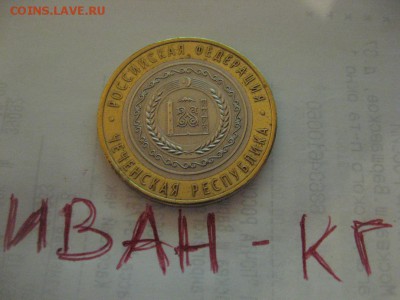 COINS.LAVE.RU
РОССИЙСКАЯ ФЕДЕРАЦИЯ
ЧЕЧЕНСКАЯ РЕСПУБЛИКА
ИВАН-КГ